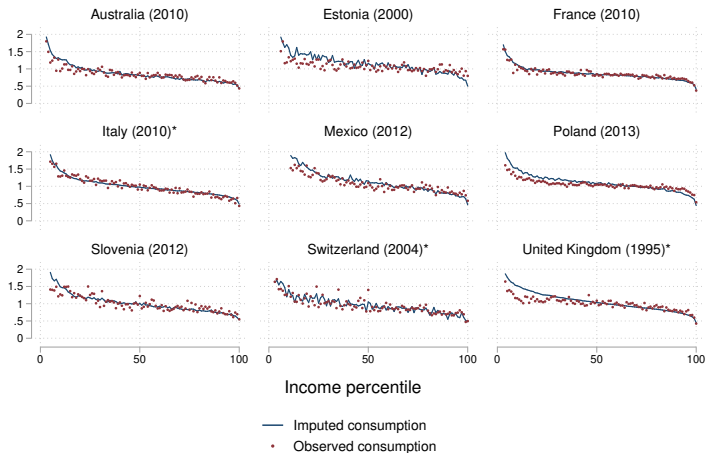 Australia (2010)
Estonia (2000)
France (2010)
2
1.5
1
.5
0
Italy (2010)*
Mexico (2012)
Poland (2013)
2
1.5
1
.5
0
Slovenia (2012)
Switzerland (2004)*
United Kingdom (1995)*
2
1.5
1
.5
0
0 50 100 0 50 100 0 50 100
Income percentile
Imputed consumption
Observed consumption